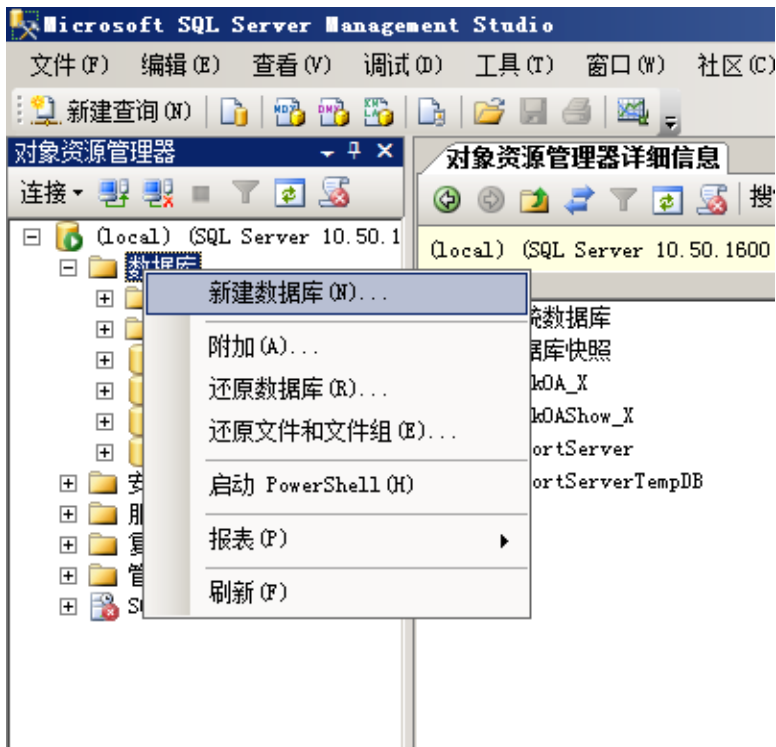 Microsoft SQL Server Management Studio
文件(F) 编辑(E) 查看(V) 调试(D) 工具(T) 窗口(W) 社区(C)
新建查询(N)
对象资源管理器
对象资源管理器详细信息
连接
(local) (SQL Server 10.50.1
(local) (SQL Server 10.50.1600
数据库
新建数据库(N)...
附加(A)...
还原数据库(R)...
还原文件和文件组(E)...
启动 PowerShell(H)
报表(P)
刷新(F)
统数据库
据库快照
kOA_X
kOAShow_X
ortServer
ortServerTempDB